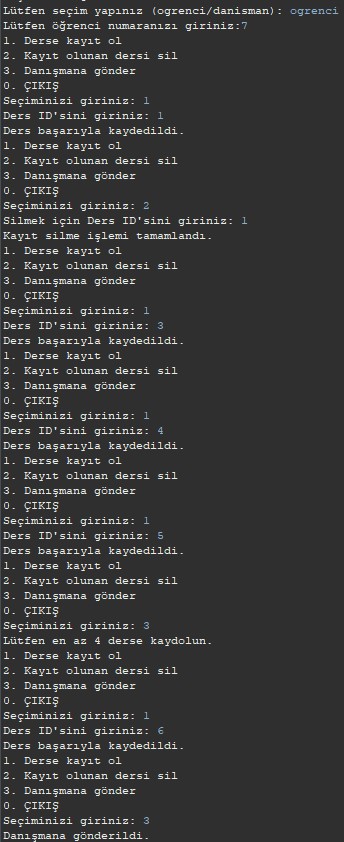 Lütfen seçim yapınız (ogrenci/danisman): ogrenci
Lütfen öğrenci numaranızı giriniz:7
1. Derse kayıt ol
2. Kayıt olunan dersi sil
3. Danışmana gönder
0. ÇIKIŞ
Seçiminizi giriniz: 1
Ders ID'sini giriniz: 1
Ders başarıyla kaydedildi.
1. Derse kayıt ol
2. Kayıt olunan dersi sil
3. Danışmana gönder
0. ÇIKIŞ
Seçiminizi giriniz: 2
Silmek için Ders ID'sini giriniz: 1
Kayıt silme işlemi tamamlandı.
1. Derse kayıt ol
2. Kayıt olunan dersi sil
3. Danışmana gönder
0. ÇIKIŞ
Seçiminizi giriniz: 1
Ders ID'sini giriniz: 3
Ders başarıyla kaydedildi.
1. Derse kayıt ol
2. Kayıt olunan dersi sil
3. Danışmana gönder
0. ÇIKIŞ
Seçiminizi giriniz: 1
Ders ID'sini giriniz: 4
Ders başarıyla kaydedildi.
1. Derse kayıt ol
2. Kayıt olunan dersi sil
3. Danışmana gönder
0. ÇIKIŞ
Seçiminizi giriniz: 1
Ders ID'sini giriniz: 5
Ders başarıyla kaydedildi.
1. Derse kayıt ol
2. Kayıt olunan dersi sil
3. Danışmana gönder
0. ÇIKIŞ
Seçiminizi giriniz: 3
Lütfen en az 4 derse kaydolun.
1. Derse kayıt ol
2. Kayıt olunan dersi sil
3. Danışmana gönder
0. ÇIKIŞ
Seçiminizi giriniz: 1
Ders ID'sini giriniz: 6
Ders başarıyla kaydedildi.
1. Derse kayıt ol
2. Kayıt olunan dersi sil
3. Danışmana gönder
0. ÇIKIŞ
Seçiminizi giriniz: 3
Danışmana gönderildi.